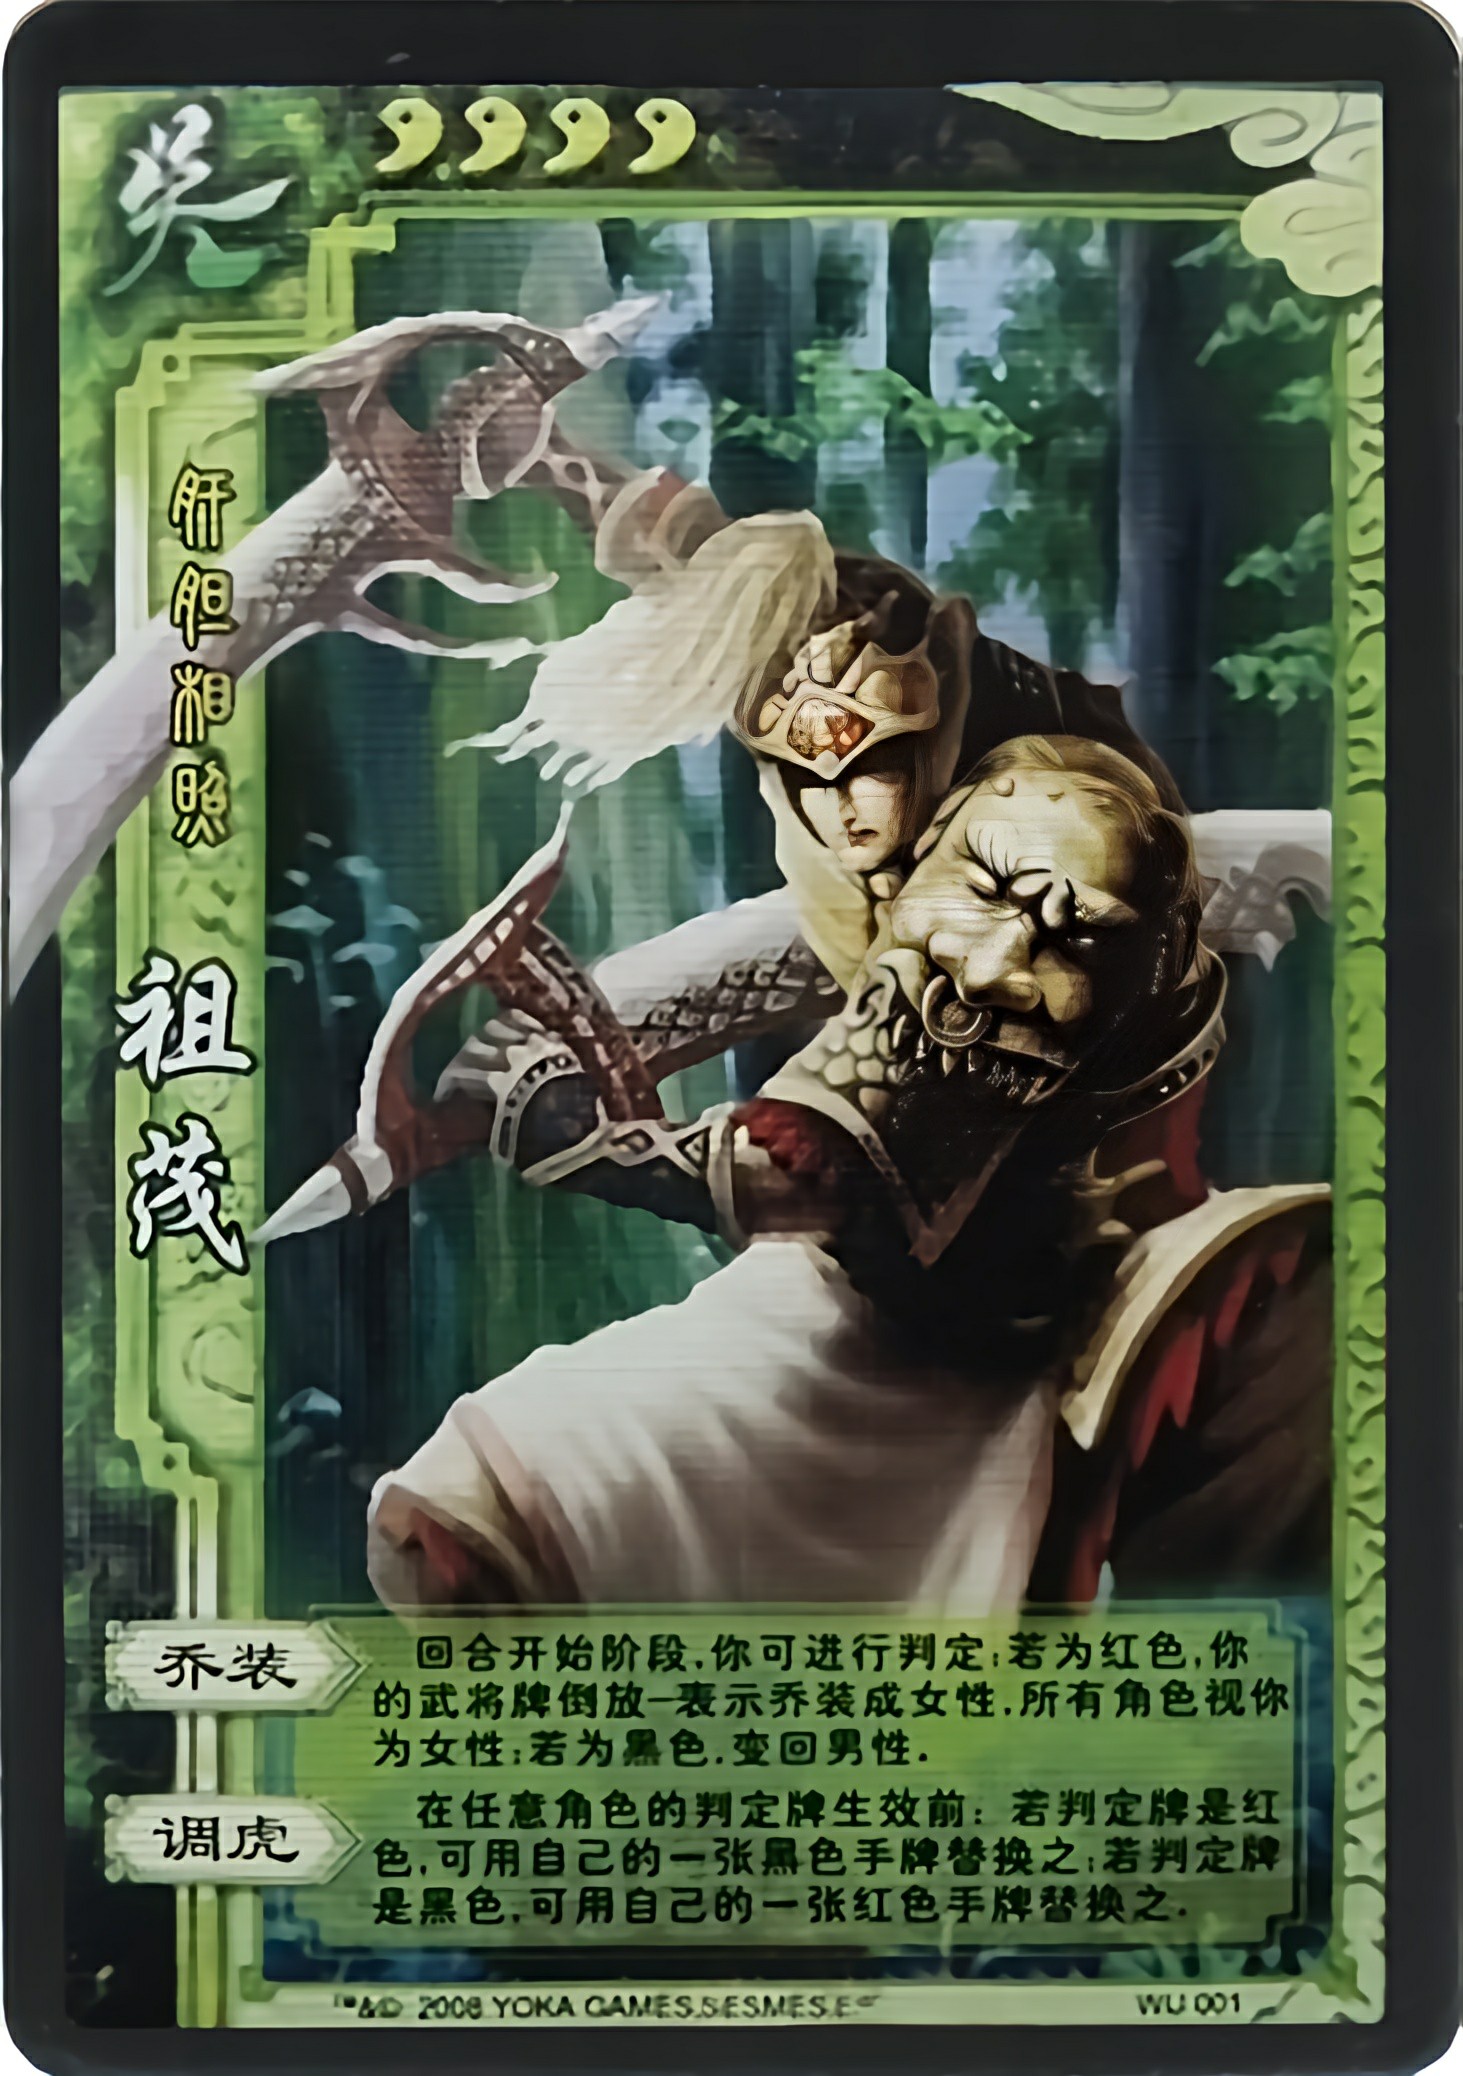 吴
肝胆相照
祖茂
乔装
回合开始阶段,你可进行判定;若为红色,你
的武将牌倒放—表示乔装成女性,所有角色视你
为女性;若为黑色,变回男性.
调虎
在任意角色的判定牌生效前: 若判定牌是红
色,可用自己的一张黑色手牌替换之;若判定牌
是黑色,可用自己的一张红色手牌替换之.
2008 YOKA GAMES
WU 001